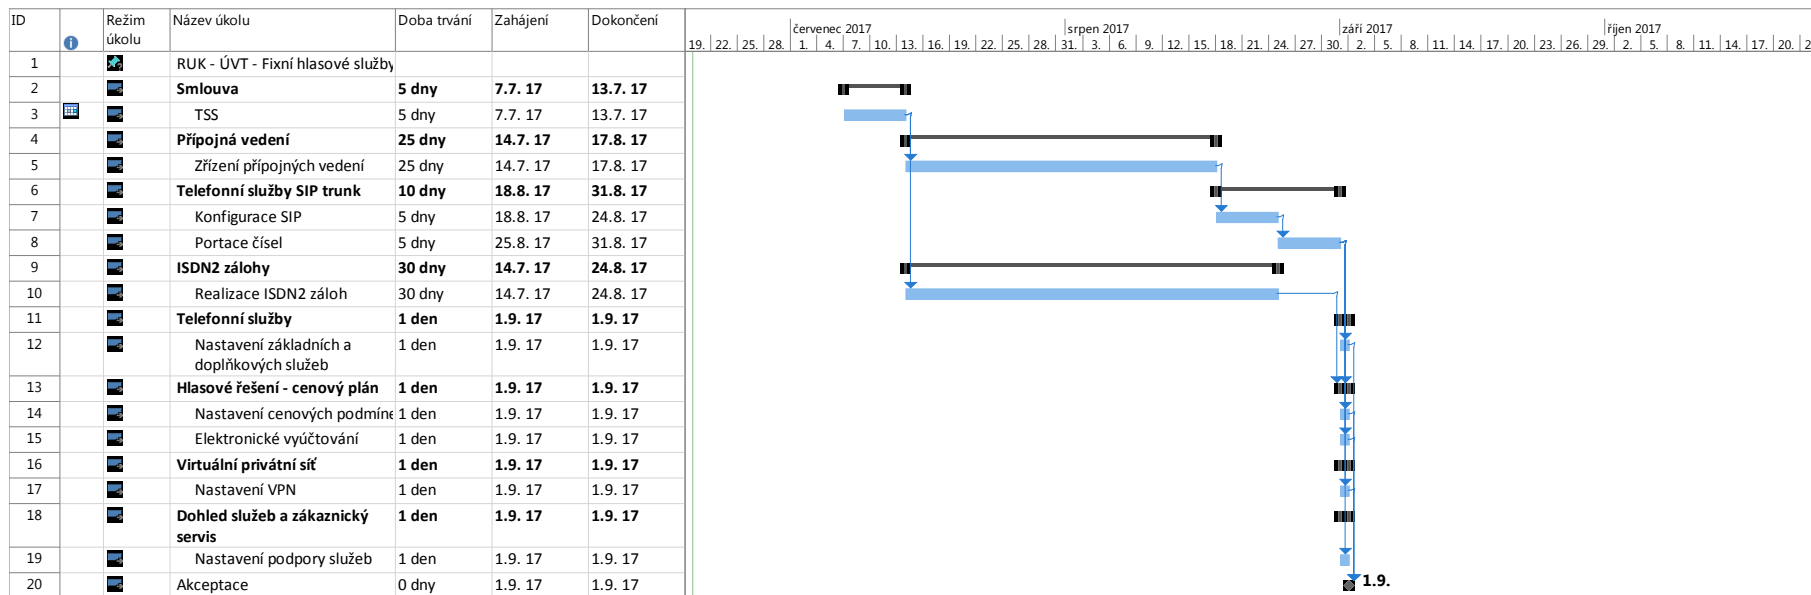 ID Režim úkolu Název úkolu Doba trvání Zahájení Dokončení
červenec 2017 srpen 2017 září 2017 říjen 2017
19. 22. 25. 28. 1. 4. 7. 10. 13. 16. 19. 22. 25. 28. 31. 3. 6. 9. 12. 15. 18. 21. 24. 27. 30. 2. 5. 8. 11. 14. 17. 20. 23. 26. 29. 2. 5. 8. 11. 14. 17. 20. 2
1 RUK - ÚVT - Fixní hlasové služby
2 Smlouva 5 dny 7.7. 17 13.7. 17
3 TSS 5 dny 7.7. 17 13.7. 17
4 Přípojná vedení 25 dny 14.7. 17 17.8. 17
5 Zřízení přípojných vedení 25 dny 14.7. 17 17.8. 17
6 Telefonní služby SIP trunk 10 dny 18.8. 17 31.8. 17
7 Konfigurace SIP 5 dny 18.8. 17 24.8. 17
8 Portace čísel 5 dny 25.8. 17 31.8. 17
9 ISDN2 zálohy 30 dny 14.7. 17 24.8. 17
10 Realizace ISDN2 záloh 30 dny 14.7. 17 24.8. 17
11 Telefonní služby 1 den 1.9. 17 1.9. 17
12 Nastavení základních a 1 den 1.9. 17 1.9. 17
doplňkových služeb
13 Hlasové řešení - cenový plán 1 den 1.9. 17 1.9. 17
14 Nastavení cenových podmíne 1 den 1.9. 17 1.9. 17
15 Elektronické vyúčtování 1 den 1.9. 17 1.9. 17
16 Virtuální privátní síť 1 den 1.9. 17 1.9. 17
17 Nastavení VPN 1 den 1.9. 17 1.9. 17
18 Dohled služeb a zákaznický 1 den 1.9. 17 1.9. 17
servis
19 Nastavení podpory služeb 1 den 1.9. 17 1.9. 17
20 Akceptace 0 dny 1.9. 17 1.9. 17 1.9.